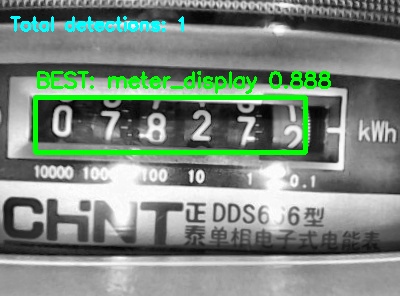 Total detections: 1
BEST: meter_display 0.888
0 7 8 2 7 2
kWh
10000 1000 100 10 1 0.1
CHNT 正泰
DDS666型
单相电子式电能表